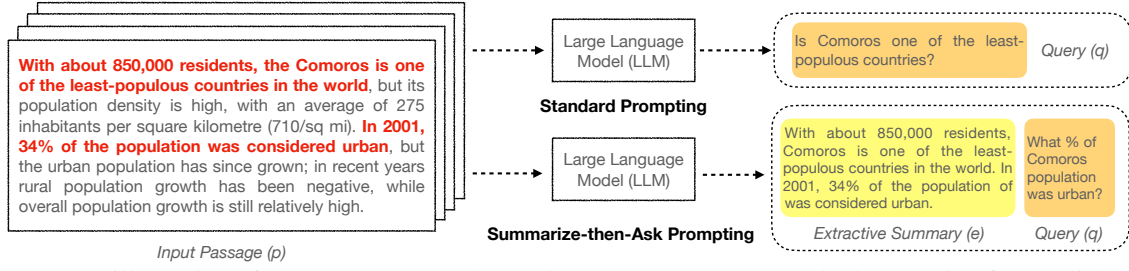 With about 850,000 residents, the Comoros is one
of the least-populous countries in the world, but its
population density is high, with an average of 275
inhabitants per square kilometre (710/sq mi). In 2001,
34% of the population was considered urban, but
the urban population has since grown; in recent years
rural population growth has been negative, while
overall population growth is still relatively high.
Input Passage (p)
Large Language
Model (LLM)
Standard Prompting
Is Comoros one of the least-
populous countries?
Query (q)
Large Language
Model (LLM)
Summarize-then-Ask Prompting
With about 850,000 residents,
Comoros is one of the least-
populous countries in the world. In
2001, 34% of the population of
was considered urban.
Extractive Summary (e)
What % of
Comoros
population
was urban?
Query (q)